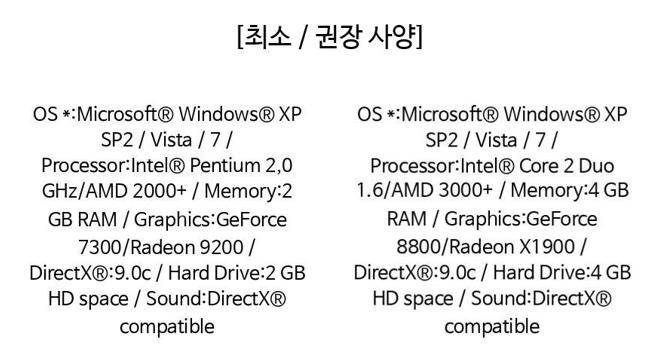 [최소 / 권장 사양]
OS *:Microsoft® Windows® XP
SP2 / Vista / 7 /
Processor:Intel® Pentium 2,0
GHz/AMD 2000+ / Memory:2
GB RAM / Graphics:GeForce
7300/Radeon 9200 /
DirectX®:9.0c / Hard Drive:2 GB
HD space / Sound:DirectX®
compatible
OS *:Microsoft® Windows® XP
SP2 / Vista / 7 /
Processor:Intel® Core 2 Duo
1.6/AMD 3000+ / Memory:4 GB
RAM / Graphics:GeForce
8800/Radeon X1900 /
DirectX®:9.0c / Hard Drive:4 GB
HD space / Sound:DirectX®
compatible